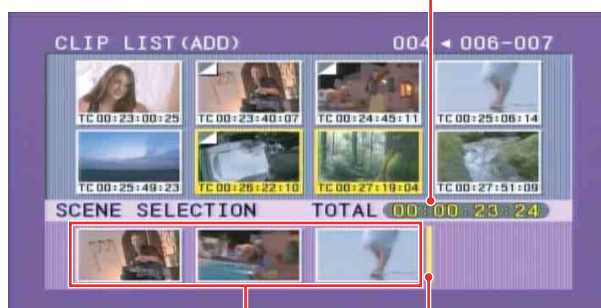 CLIP LIST(ADD) 004 ◄ 006-007
TC 00:23:00:25 TC 00:23:40:07 TC 00:24:45:11 TC 00:25:06:14
TC 00:25:49:23 TC 00:26:22:10 TC 00:27:19:04 TC 00:27:51:09
SCENE SELECTION TOTAL 00:00:23:24